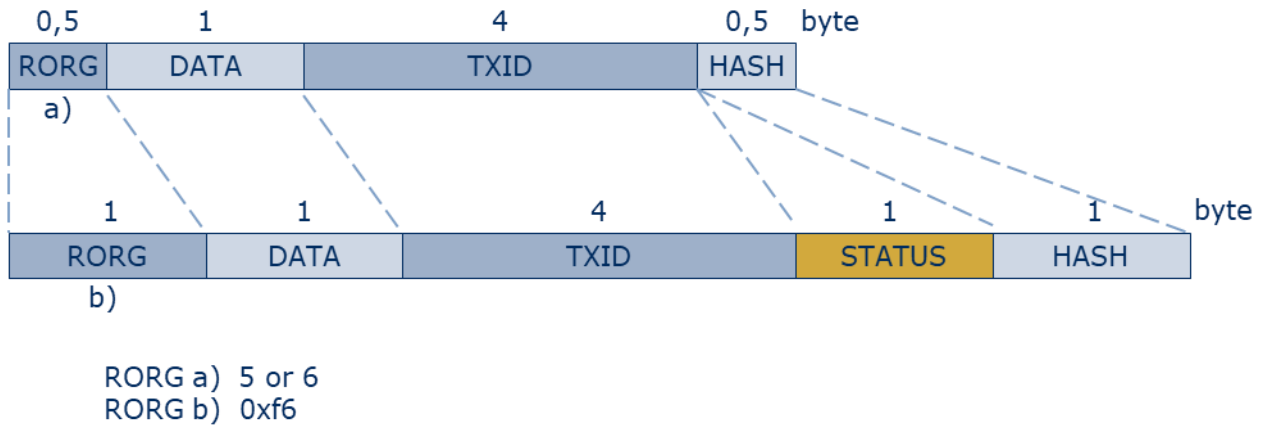 0,5 1 4 0,5 byte
RORG DATA TXID HASH
a)
1 1 4 1 1 byte
RORG DATA TXID STATUS HASH
b)
RORG a) 5 or 6
RORG b) 0xf6